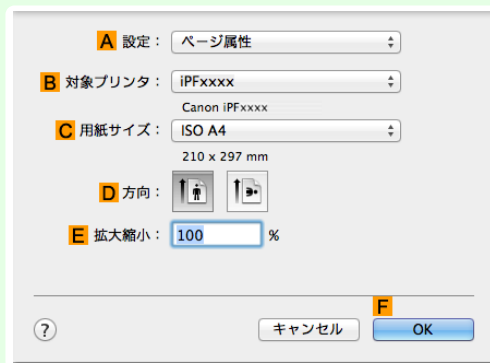 A 設定： ページ属性
B 対象プリンタ： iPFxxxx
Canon iPFxxxx
C 用紙サイズ： ISO A4
210 x 297 mm
D 方向：
E 拡大縮小： 100 %
F
? キャンセル OK